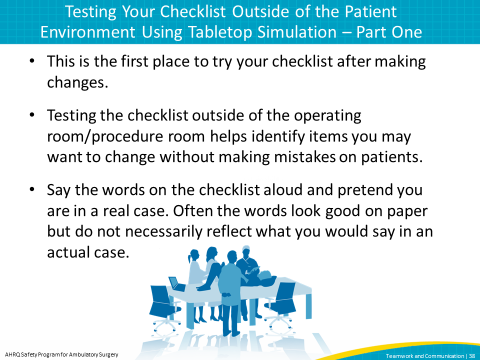 Testing Your Checklist Outside of the Patient
Environment Using Tabletop Simulation – Part One
• This is the first place to try your checklist after making
changes.
• Testing the checklist outside of the operating
room/procedure room helps identify items you may
want to change without making mistakes on patients.
• Say the words on the checklist aloud and pretend you
are in a real case. Often the words look good on paper
but do not necessarily reflect what you would say in an
actual case.
AHRQ Safety Program for Ambulatory Surgery
Teamwork and Communication | 38